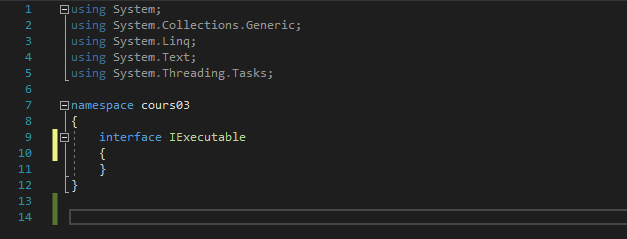 1 using System;
2 using System.Collections.Generic;
3 using System.Linq;
4 using System.Text;
5 using System.Threading.Tasks;
6
7 namespace cours03
8 {
9 interface IExecutable
10 {
11 }
12 }
13
14